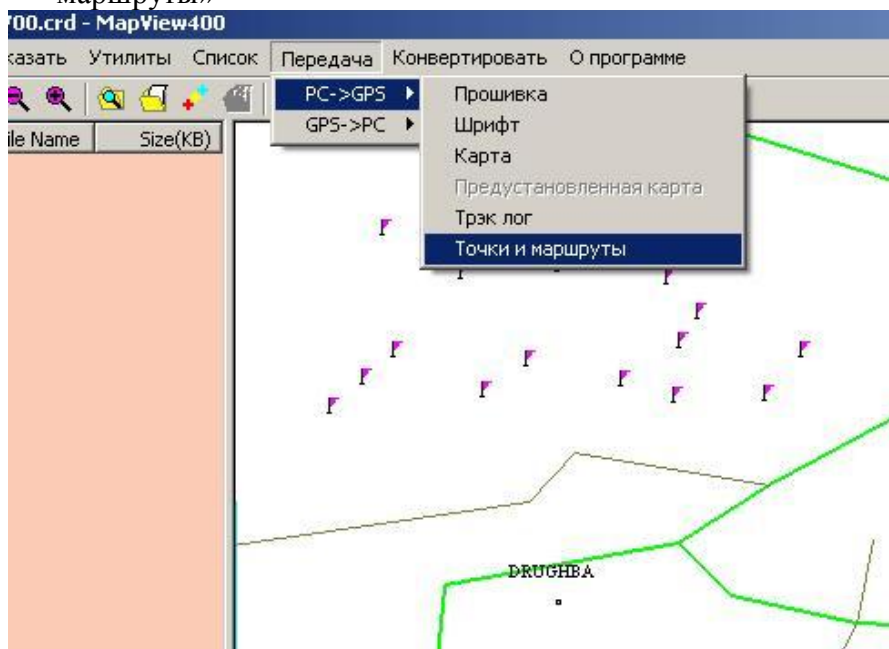 маршруты»
700.crd - MapView400
казать Утилиты Список Передача Конвертировать О программе
PC->GPS
GPS->PC
Прошивка
Шрифт
Карта
Предустановленная карта
Трэк лог
Точки и маршруты
ile Name Size(KB)
DRUGHBA